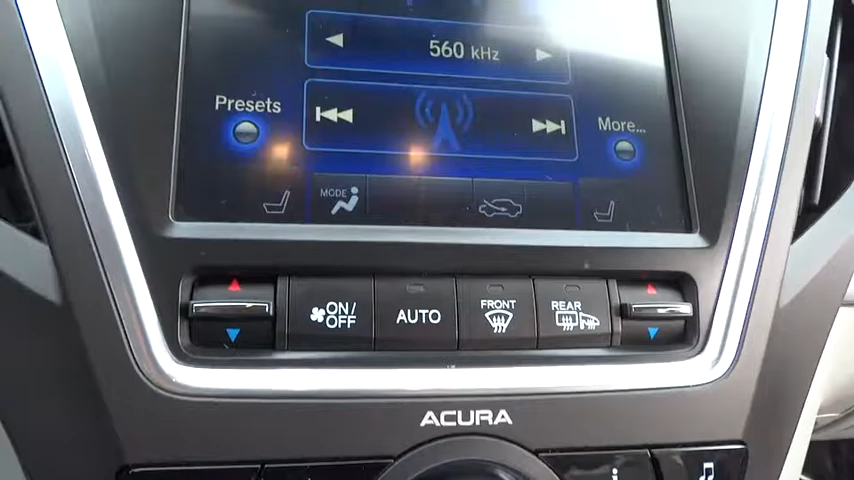 560 kHz
Presets
More...
MODE
ON/
OFF
AUTO
FRONT
REAR
ACURA
i